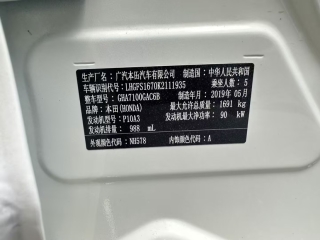 生产厂名：广汽本田汽车有限公司 制造国：中华人民共和国
车辆识别代号：LHGFS1670K2111935 乘坐人数：5
整车型号：GHA7100GAC6B 制造年月：2019年05月
品牌：本田(HONDA) 最大允许总质量：1691 kg
发动机型号：P10A3 发动机最大净功率：90 kW
发动机排量：988 mL
外观颜色代码：NH578 内饰颜色代码：A